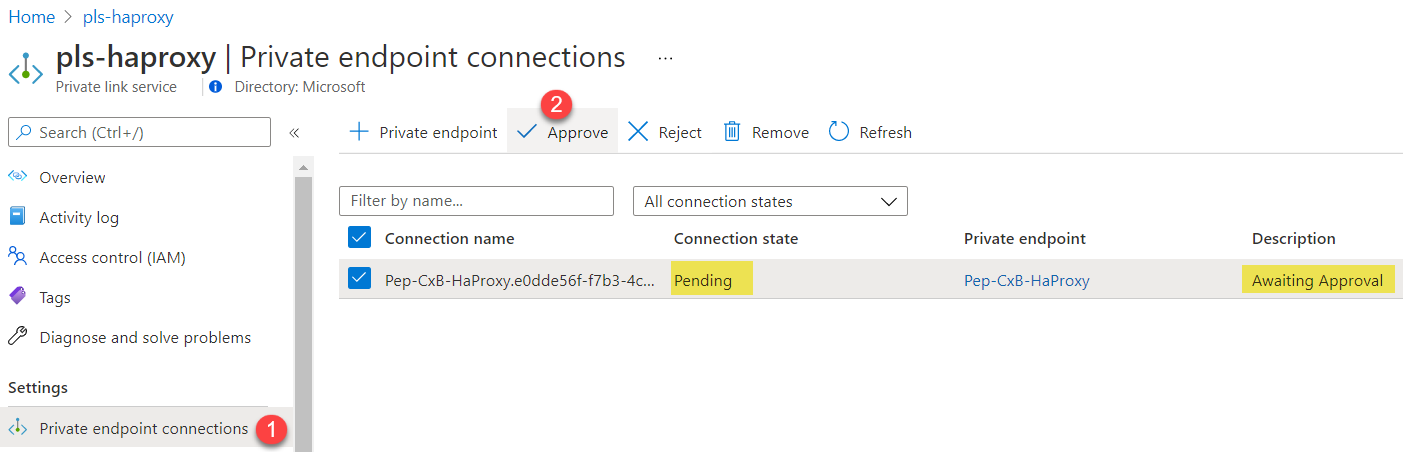 Home > pls-haproxy
pls-haproxy | Private endpoint connections ...
Private link service Directory: Microsoft
2
Search (Ctrl+/) «
Private endpoint Approve Reject Remove Refresh
Overview
Activity log
Access control (IAM)
Tags
Diagnose and solve problems
Settings
Private endpoint connections 1
Filter by name... All connection states
Connection name Connection state Private endpoint Description
Pep-CxB-HaProxy.e0dde56f-f7b3-4c... Pending Pep-CxB-HaProxy Awaiting Approval